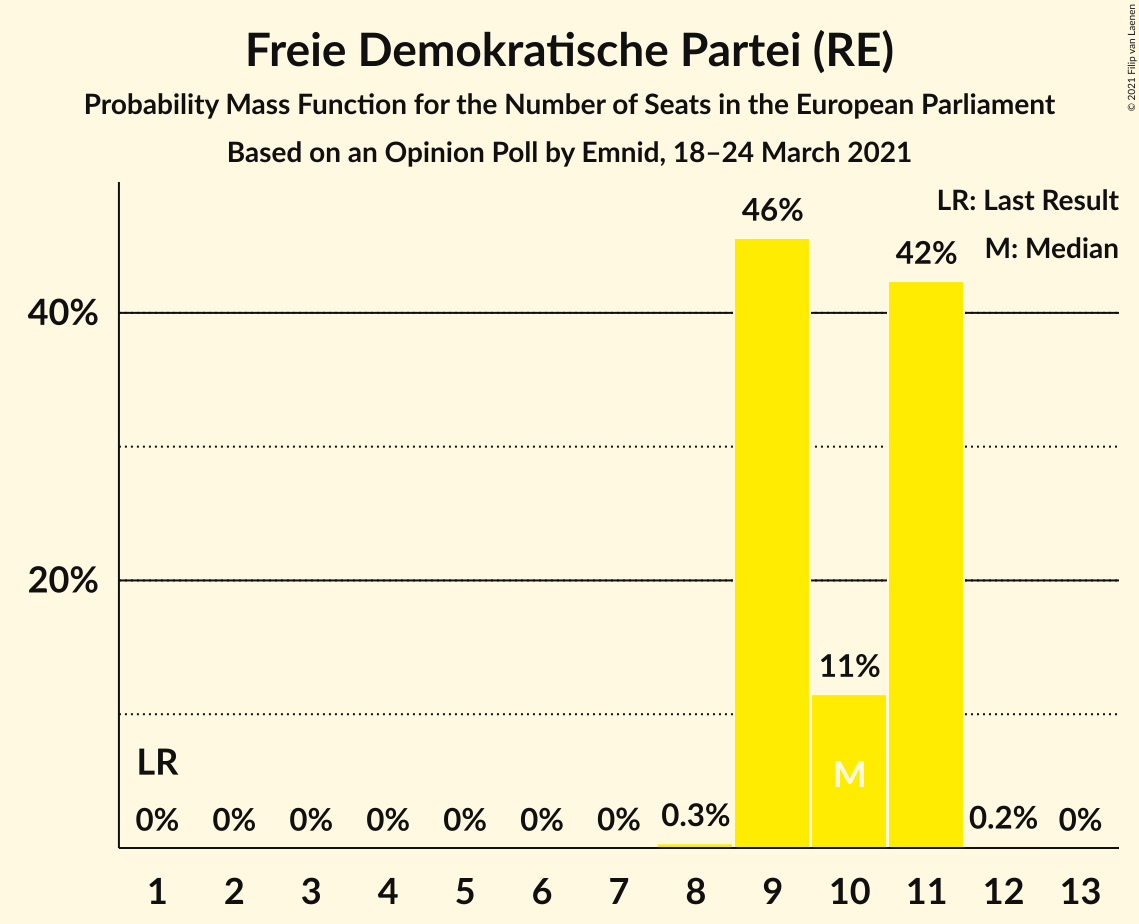 Freie Demokratische Partei (RE)
Probability Mass Function for the Number of Seats in the European Parliament
Based on an Opinion Poll by Emnid, 18–24 March 2021
© 2021 Filip van Laenen
LR: Last Result
M: Median
46%
42%
40%
20%
11%
LR
M
0% 0% 0% 0% 0% 0% 0% 0.3% 0.2% 0%
1 2 3 4 5 6 7 8 9 10 11 12 13